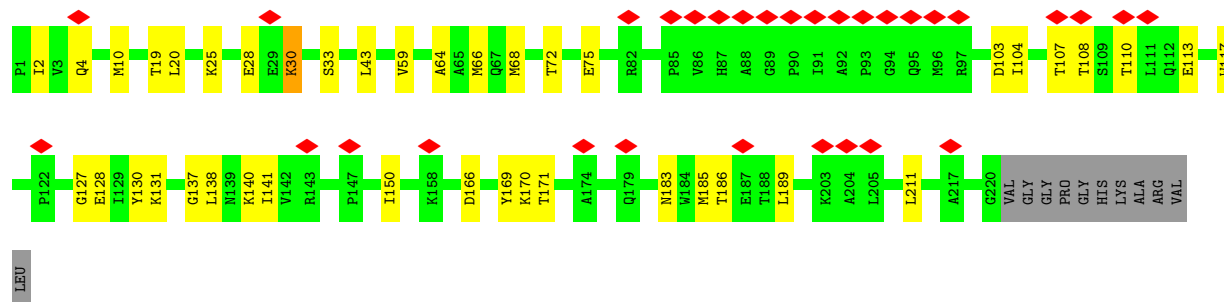 P1 I2 V3 Q4 M10 T19 L20 K25 E28 E29 K30 S33 L43 V59 A64 A65 M66 Q67 M68 T72 E75 R82 P85 V86 H87 A88 G89 P90 I91 A92 P93 G94 Q95 M96 R97 D103 I104 T107 T108 S109 T110 L111 Q112 E113
P122 G127 E128 I129 Y130 K131 G137 L138 N139 K140 I141 V142 R143 P147 I150 K158 D166 Y169 K170 T171 A174 Q179 N183 W184 M185 T186 E187 T188 L189 K203 A204 L205 L211 A217 G220 VAL GLY GLY PRO GLY HIS LYS ALA ARG VAL
LEU